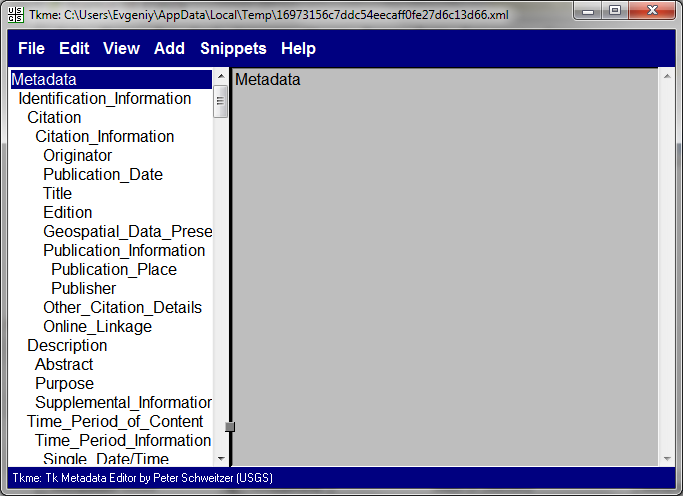 Tkme: C:\Users\Evgeniy\AppData\Local\Temp\16973156c7ddc54eecaff0fe27d6c13d66.xml
File Edit View Add Snippets Help
Metadata
Identification_Information
Citation
Citation_Information
Originator
Publication_Date
Title
Edition
Geospatial_Data_Prese
Publication_Information
Publication_Place
Publisher
Other_Citation_Details
Online_Linkage
Description
Abstract
Purpose
Supplemental_Information
Time_Period_of_Content
Time_Period_Information
Single_Date/Time
Metadata
Tkme: Tk Metadata Editor by Peter Schweitzer (USGS)